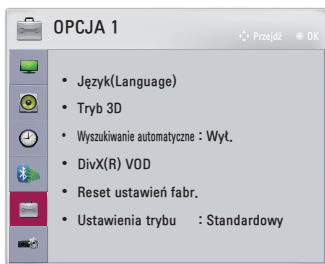 OPCJA 1
Przejdź OK
• Język(Language)
• Tryb 3D
• Wyszukiwanie automatyczne : Wył.
• DivX(R) VOD
• Reset ustawień fabr.
• Ustawienia trybu : Standardowy